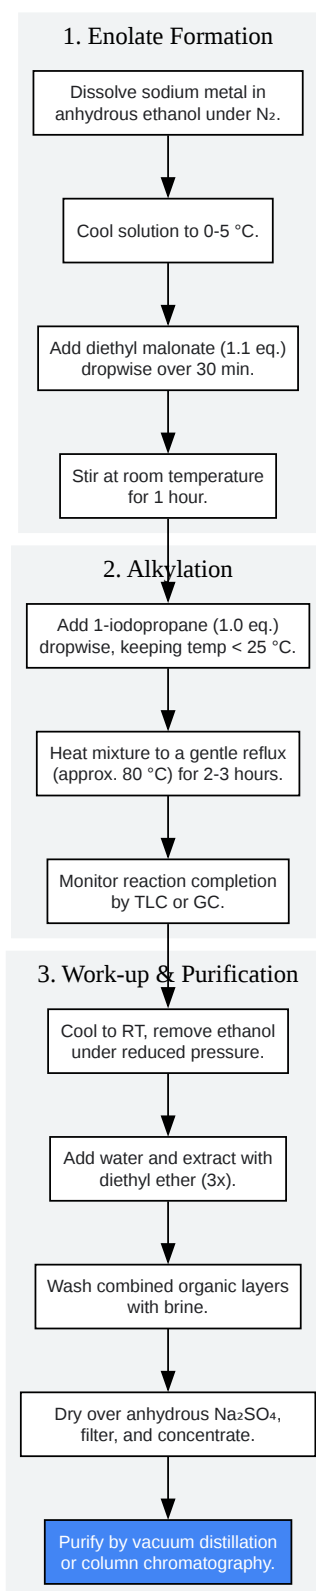 1. Enolate Formation
Dissolve sodium metal in
anhydrous ethanol under N₂.
Cool solution to 0-5 °C.
Add diethyl malonate (1.1 eq.)
dropwise over 30 min.
Stir at room temperature
for 1 hour.
2. Alkylation
Add 1-iodopropane (1.0 eq.)
dropwise, keeping temp < 25 °C.
Heat mixture to a gentle reflux
(approx. 80 °C) for 2-3 hours.
Monitor reaction completion
by TLC or GC.
3. Work-up & Purification
Cool to RT, remove ethanol
under reduced pressure.
Add water and extract with
diethyl ether (3x).
Wash combined organic layers
with brine.
Dry over anhydrous Na₂SO₄,
filter, and concentrate.
Purify by vacuum distillation
or column chromatography.